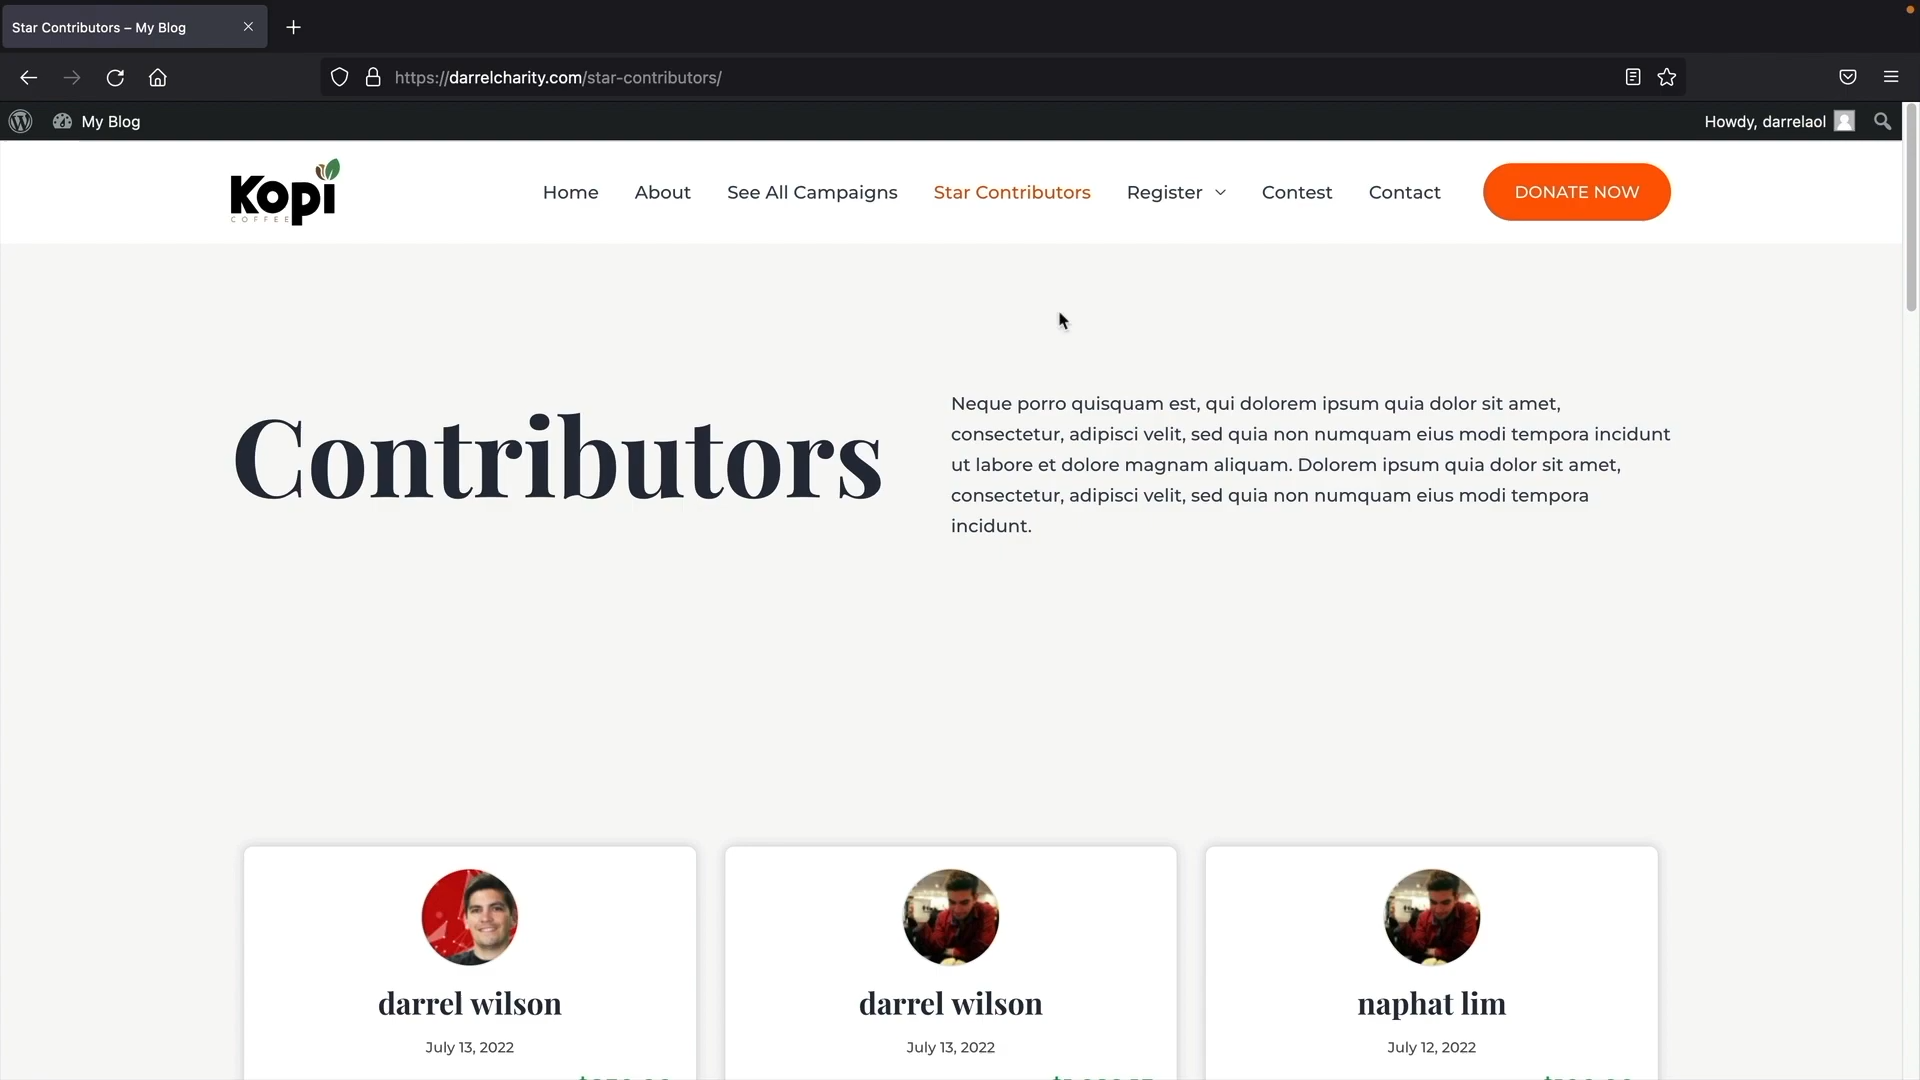 Star Contributors – My Blog
https://darrelcharity.com/star-contributors/
My Blog
Howdy, darrelaol
Kopi
COFFEE
Home
About
See All Campaigns
Star Contributors
Register
Contest
Contact
DONATE NOW
Contributors
Neque porro quisquam est, qui dolorem ipsum quia dolor sit amet,
consectetur, adipisci velit, sed quia non numquam eius modi tempora incidunt
ut labore et dolore magnam aliquam. Dolorem ipsum quia dolor sit amet,
consectetur, adipisci velit, sed quia non numquam eius modi tempora
incidunt.
darrel wilson
July 13, 2022
darrel wilson
July 13, 2022
naphat lim
July 12, 2022